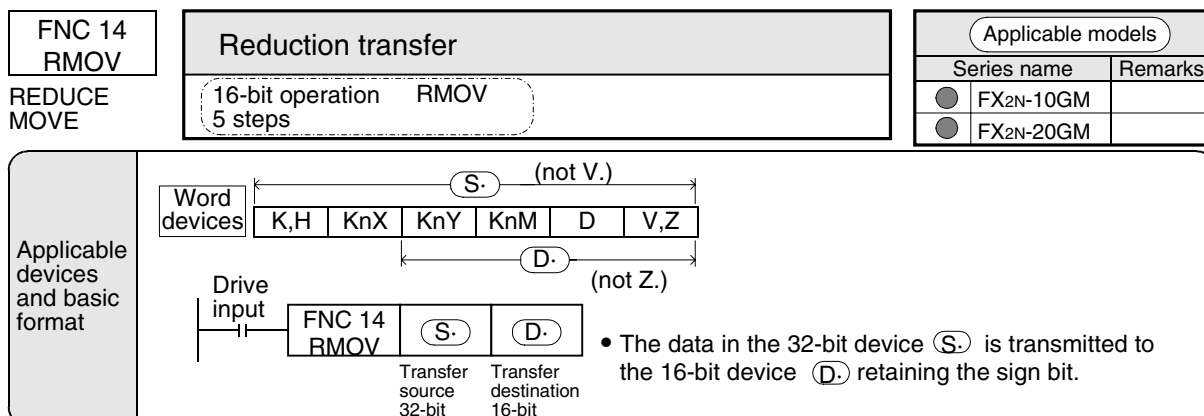 FNC 14
RMOV
REDUCE
MOVE
Reduction transfer
16-bit operation RMOV
5 steps
Applicable models
Series name Remarks
FX2N-10GM
FX2N-20GM
Applicable
devices
and basic
format
Word
devices
S· (not V.)
K,H KnX KnY KnM D V,Z
D·
(not Z.)
Drive
input
FNC 14
RMOV
S· D·
Transfer
source
32-bit
Transfer
destination
16-bit
• The data in the 32-bit device S· is transmitted to
the 16-bit device D· retaining the sign bit.